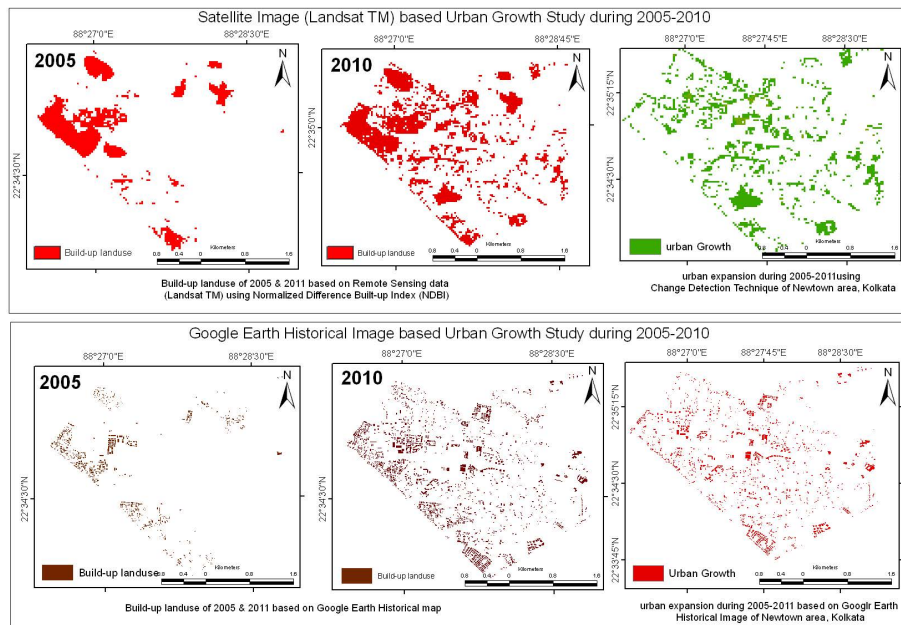 Satellite Image (Landsat TM) based Urban Growth Study during 2005-2010
88°27'0"E
88°28'30"E
2005
N
22°34'30"N
Build-up landuse
Kilometers
0.8 0.4 0 0.8 1.6
88°27'0"E
88°28'45"E
2010
N
22°35'0"N
Build-up landuse
Kilometers
0.8 0.4 0 0.8 1.6
88°27'0"E
88°27'45"E
88°28'30"E
N
22°35'15"N
22°34'30"N
urban Growth
Kilometers
0.8 0.4 0 0.8 1.6
Build-up landuse of 2005 & 2011 based on Remote Sensing data
(Landsat TM) using Normalized Difference Built-up Index (NDBI)
urban expansion during 2005-2011using
Change Detection Technique of Newtown area, Kolkata
Google Earth Historical Image based Urban Growth Study during 2005-2010
88°27'0"E
88°28'30"E
2005
N
22°34'30"N
Build-up landuse
Kilometers
0.8 0.4 0 0.8 1.6
88°27'0"E
88°28'30"E
2010
N
22°34'30"N
Build-up landuse
Kilometers
0.8 0.4 0 0.8 1.6
88°27'0"E
88°27'45"E
88°28'30"E
N
22°35'15"N
22°34'30"N
22°33'45"N
Urban Growth
Kilometers
0.8 0.4 0 0.8 1.6
Build-up landuse of 2005 & 2011 based on Google Earth Historical map
urban expansion during 2005-2011 based on Googlr Earth
Historical Image of Newtown area, Kolkata